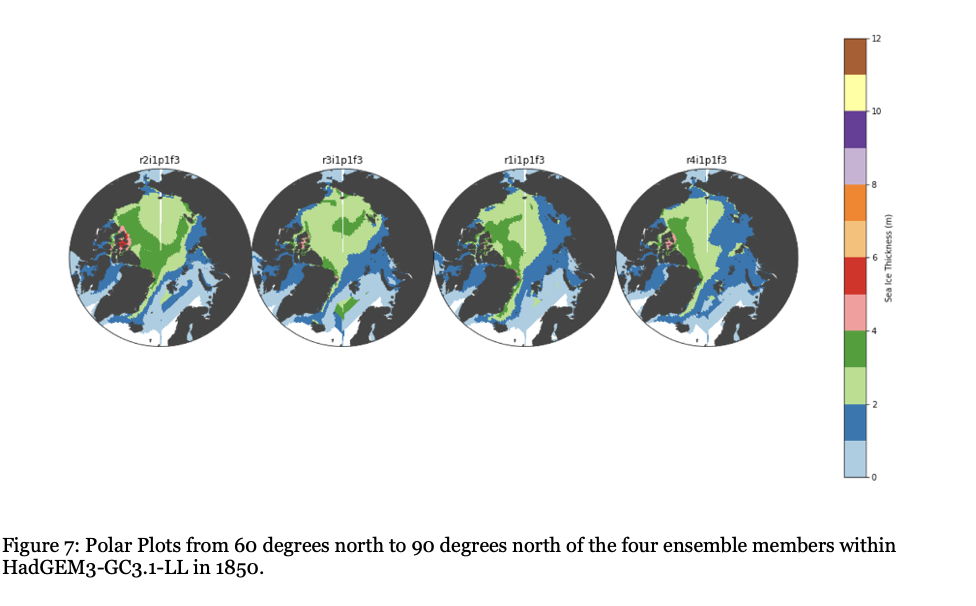 r2i1p1f3 r3i1p1f3 r1i1p1f3 r4i1p1f3
12
10
8
6
4
2
0
Sea Ice Thickness (m)
Figure 7: Polar Plots from 60 degrees north to 90 degrees north of the four ensemble members within
HadGEM3-GC3.1-LL in 1850.